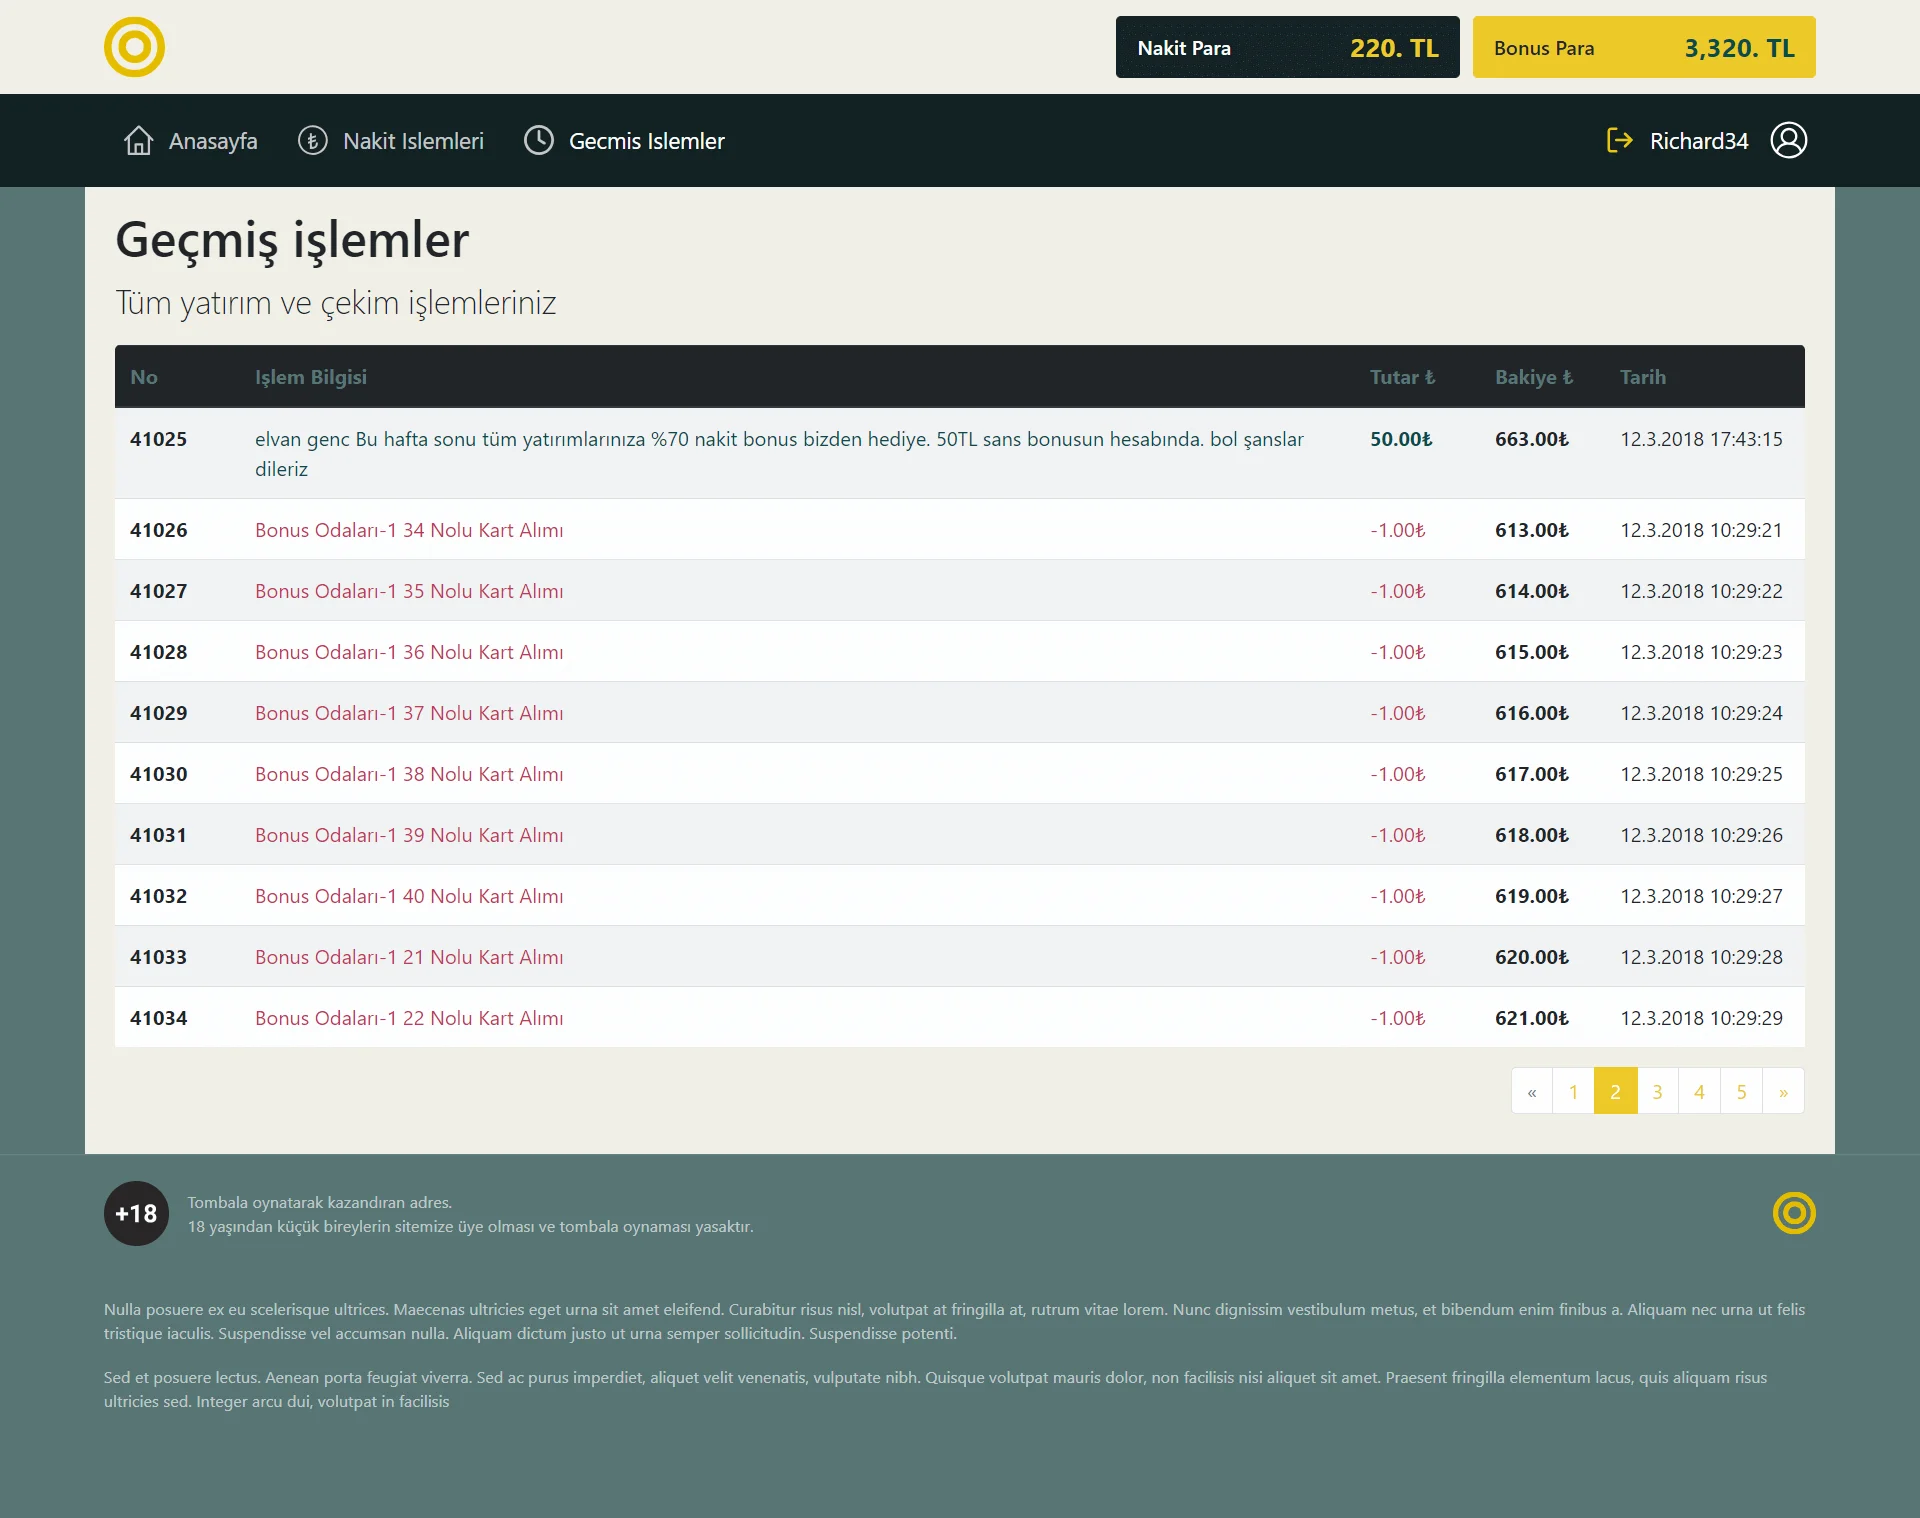 Nakit Para 220. TL Bonus Para 3,320. TL
Anasayfa Nakit Islemleri Gecmis Islemler Richard34
Geçmiş işlemler
Tüm yatırım ve çekim işlemleriniz
No Işlem Bilgisi Tutar ₺ Bakiye ₺ Tarih
41025 elvan genc Bu hafta sonu tüm yatırımlarınıza %70 nakit bonus bizden hediye. 50TL sans bonusun hesabında. bol şanslar 50.00₺ 663.00₺ 12.3.2018 17:43:15
dileriz
41026 Bonus Odaları-1 34 Nolu Kart Alımı -1.00₺ 613.00₺ 12.3.2018 10:29:21
41027 Bonus Odaları-1 35 Nolu Kart Alımı -1.00₺ 614.00₺ 12.3.2018 10:29:22
41028 Bonus Odaları-1 36 Nolu Kart Alımı -1.00₺ 615.00₺ 12.3.2018 10:29:23
41029 Bonus Odaları-1 37 Nolu Kart Alımı -1.00₺ 616.00₺ 12.3.2018 10:29:24
41030 Bonus Odaları-1 38 Nolu Kart Alımı -1.00₺ 617.00₺ 12.3.2018 10:29:25
41031 Bonus Odaları-1 39 Nolu Kart Alımı -1.00₺ 618.00₺ 12.3.2018 10:29:26
41032 Bonus Odaları-1 40 Nolu Kart Alımı -1.00₺ 619.00₺ 12.3.2018 10:29:27
41033 Bonus Odaları-1 21 Nolu Kart Alımı -1.00₺ 620.00₺ 12.3.2018 10:29:28
41034 Bonus Odaları-1 22 Nolu Kart Alımı -1.00₺ 621.00₺ 12.3.2018 10:29:29
« 1 2 3 4 5 »
+18
Tombala oynatarak kazandıran adres.
18 yaşından küçük bireylerin sitemize üye olması ve tombala oynaması yasaktır.
Nulla posuere ex eu scelerisque ultrices. Maecenas ultricies eget urna sit amet eleifend. Curabitur risus nisl, volutpat at fringilla at, rutrum vitae lorem. Nunc dignissim vestibulum metus, et bibendum enim finibus a. Aliquam nec urna ut felis
tristique iaculis. Suspendisse vel accumsan nulla. Aliquam dictum justo ut urna semper sollicitudin. Suspendisse potenti.
Sed et posuere lectus. Aenean porta feugiat viverra. Sed ac purus imperdiet, aliquet velit venenatis, vulputate nibh. Quisque volutpat mauris dolor, non facilisis nisi aliquet sit amet. Praesent fringilla elementum lacus, quis aliquam risus
ultricies sed. Integer arcu dui, volutpat in facilisis